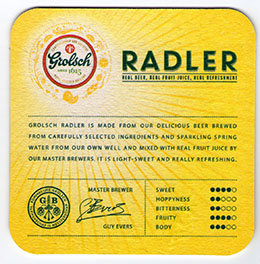 Grolsch
SINCE 1615
RADLER
REAL BEER, REAL FRUIT JUICE, REAL REFRESHMENT
GROLSCH RADLER IS MADE FROM OUR DELICIOUS BEER BREWED
FROM CAREFULLY SELECTED INGREDIENTS AND SPARKLING SPRING
WATER FROM OUR OWN WELL AND MIXED WITH REAL FRUIT JUICE BY
OUR MASTER BREWERS. IT IS LIGHT-SWEET AND REALLY REFRESHING.
GB
MASTER BREWER
GUY EVERS
SWEET
HOPPYNESS
BITTERNESS
FRUITY
BODY